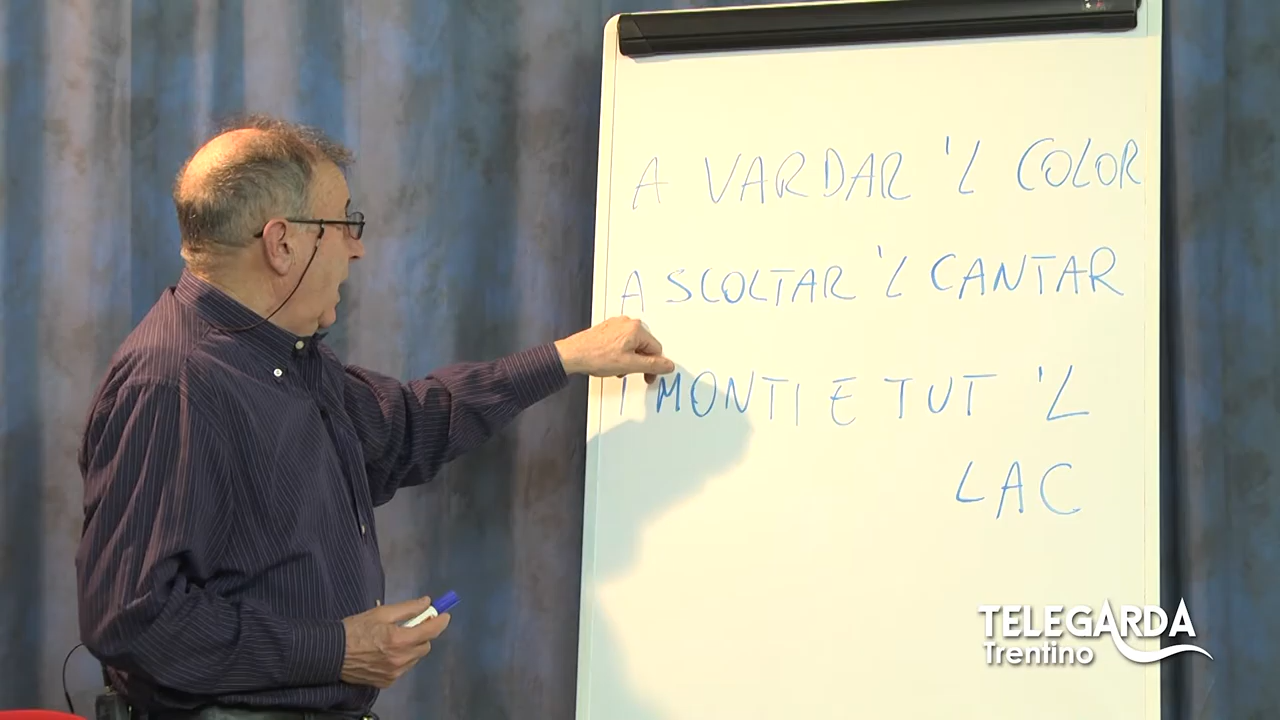 A VARDAR 'L COLOR
A SCOLTAR 'L CANTAR
I MONTI E TUT 'L
LAC
TELEGARDA
Trentino